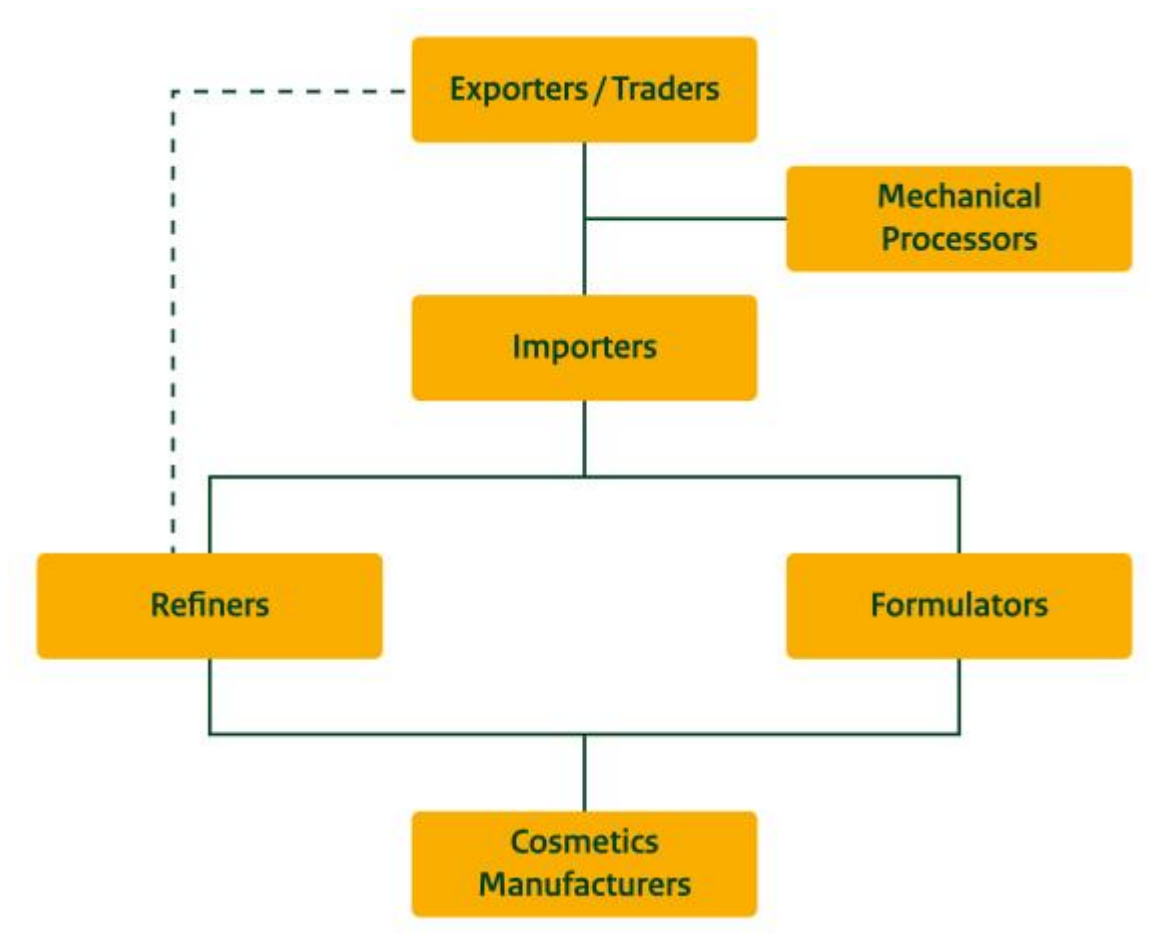 Exporters / Traders
Mechanical
Processors
Importers
Refiners
Formulators
Cosmetics
Manufacturers